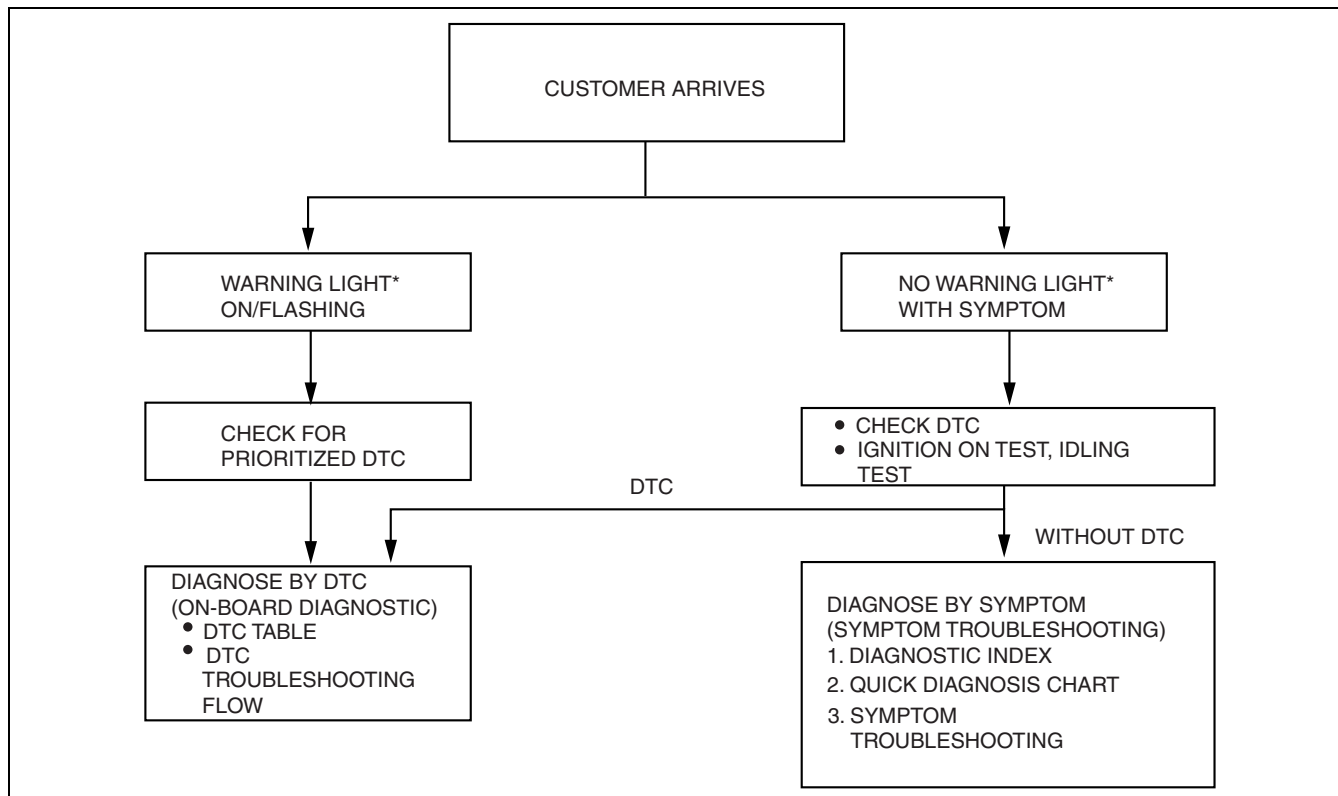 CUSTOMER ARRIVES
WARNING LIGHT*
ON/FLASHING
NO WARNING LIGHT*
WITH SYMPTOM
CHECK FOR
PRIORITIZED DTC
• CHECK DTC
• IGNITION ON TEST, IDLING
TEST
DTC
WITHOUT DTC
DIAGNOSE BY DTC
(ON-BOARD DIAGNOSTIC)
• DTC TABLE
• DTC
TROUBLESHOOTING
FLOW
DIAGNOSE BY SYMPTOM
(SYMPTOM TROUBLESHOOTING)
1. DIAGNOSTIC INDEX
2. QUICK DIAGNOSIS CHART
3. SYMPTOM
TROUBLESHOOTING